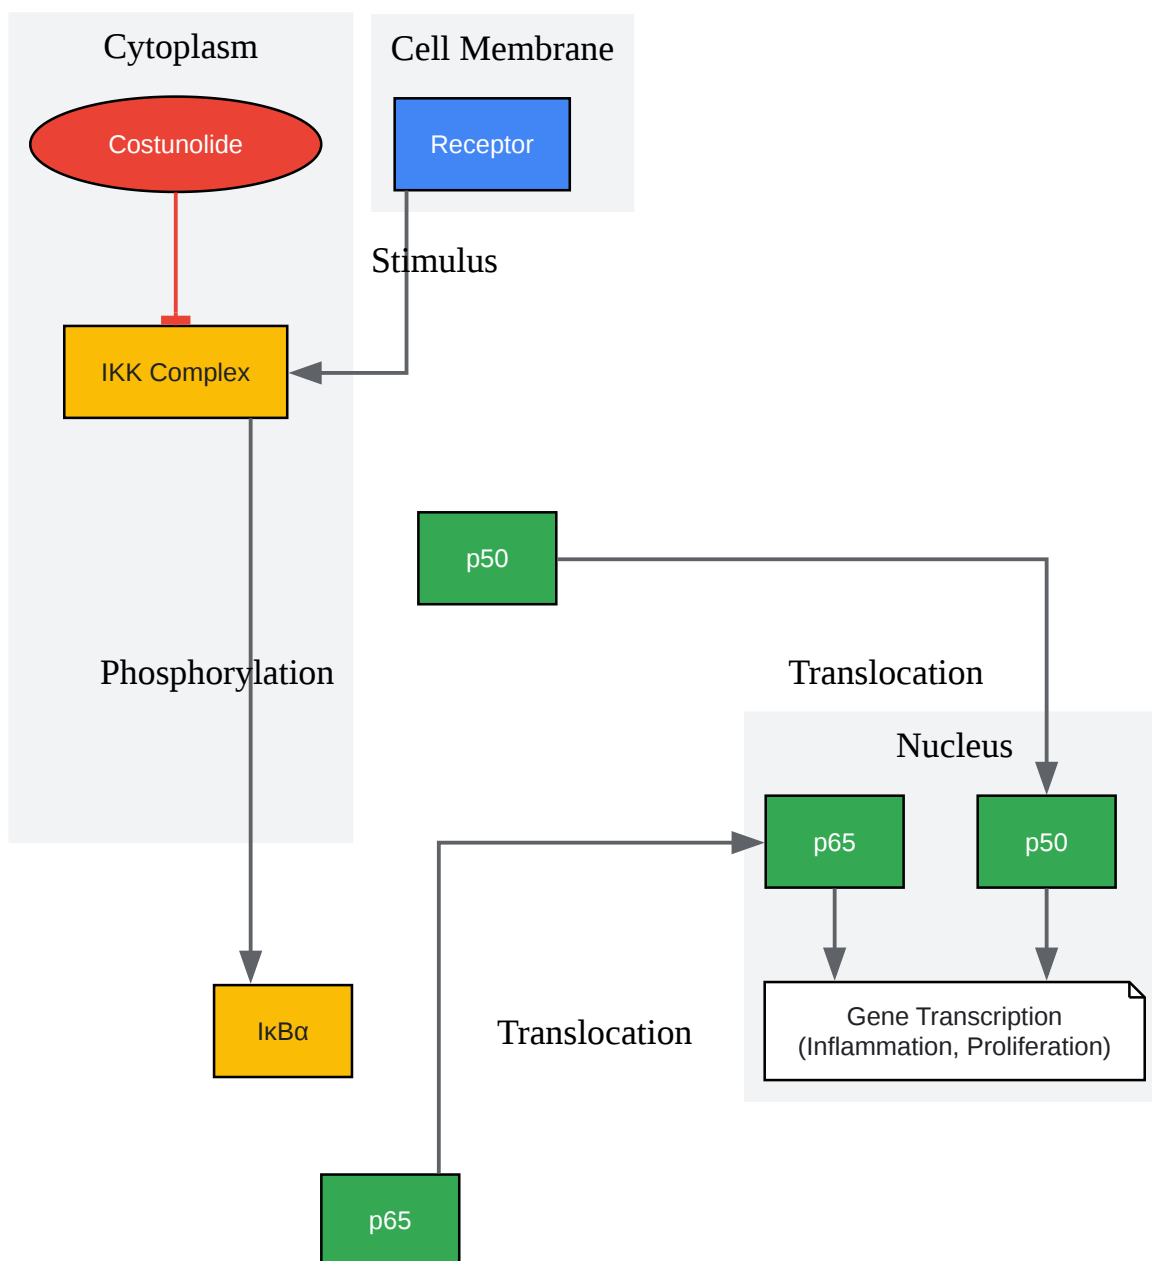 Cytoplasm
Cell Membrane
Costunolide
Receptor
Stimulus
IKK Complex
p50
Phosphorylation
Translocation
Nucleus
p65
p50
Gene Transcription
(Inflammation, Proliferation)
IκBα
Translocation
p65